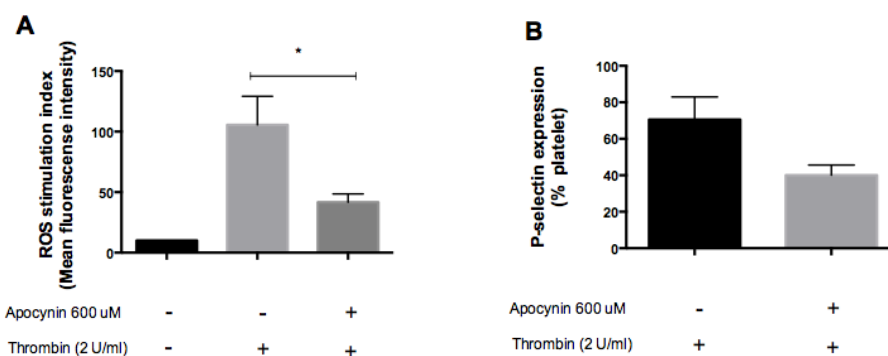 A
ROS stimulation index
(Mean fluorescense intensity)
150
100
50
0
*
Apocynin 600 uM - - +
Thrombin (2 U/ml) - + +
B
P-selectin expression
(% platelet)
100
80
60
40
20
0
Apocynin 600 uM - +
Thrombin (2 U/ml) + +